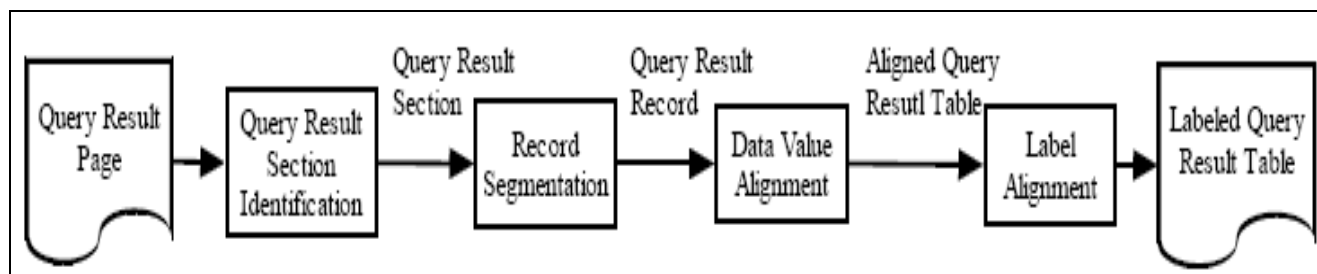 Query Result
Page
Query Result
Section
Identification
Query Result
Section
Record
Segmentation
Query Result
Record
Data Value
Alignment
Aligned Query
Resutl Table
Label
Alignment
Labeled Query
Result Table